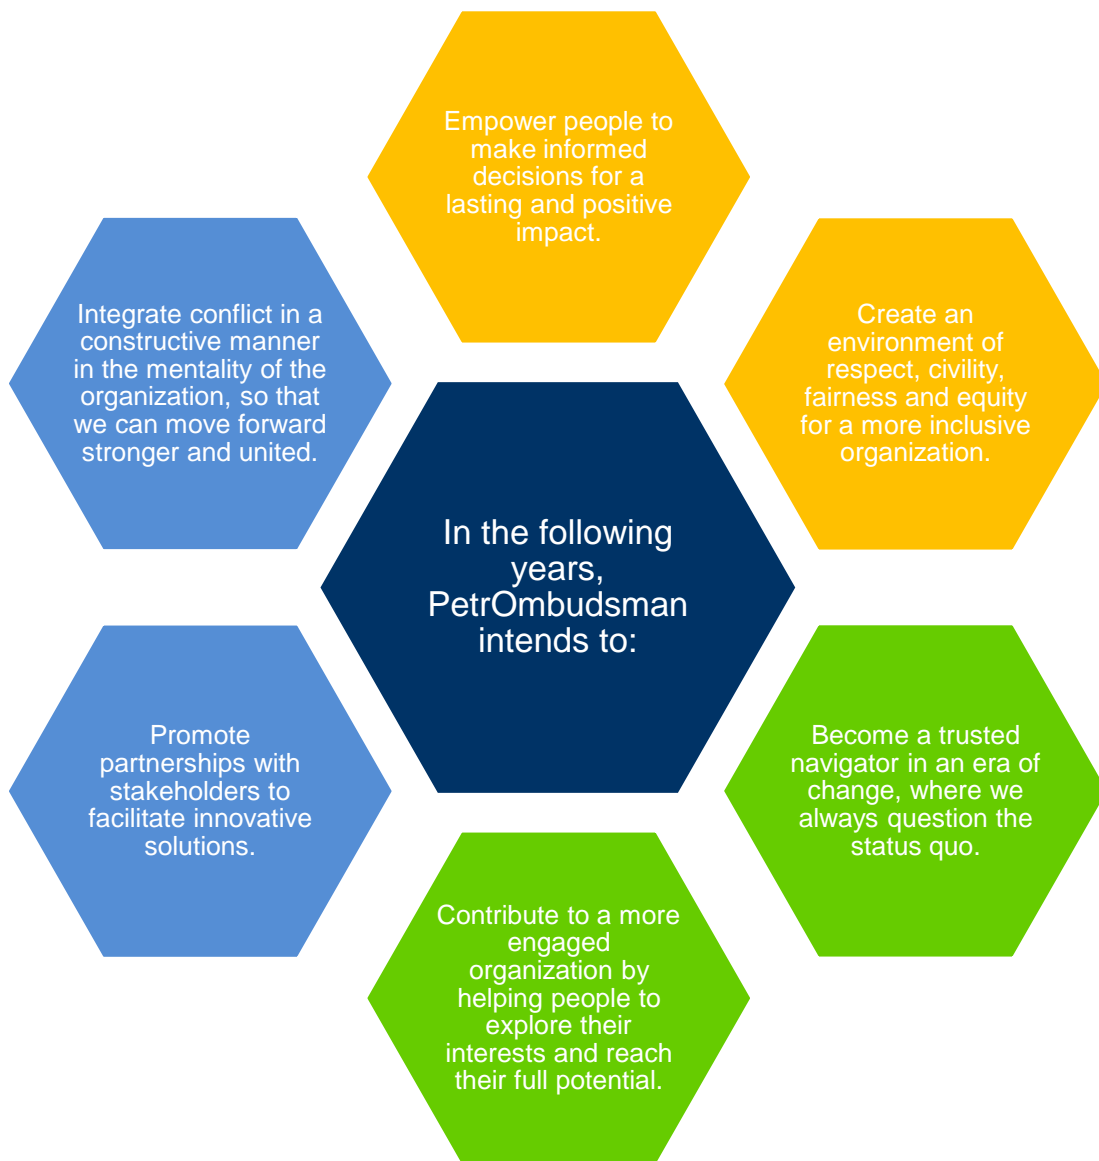 Empower people to
make informed
decisions for a
lasting and positive
impact.
Create an
environment of
respect, civility,
fairness and equity
for a more inclusive
organization.
Become a trusted
navigator in an era of
change, where we
always question the
status quo.
Contribute to a more
engaged
organization by
helping people to
explore their
interests and reach
their full potential.
Promote
partnerships with
stakeholders to
facilitate innovative
solutions.
Integrate conflict in a
constructive manner
in the mentality of the
organization, so that
we can move forward
stronger and united.
In the following
years,
PetrOmbudsman
intends to: